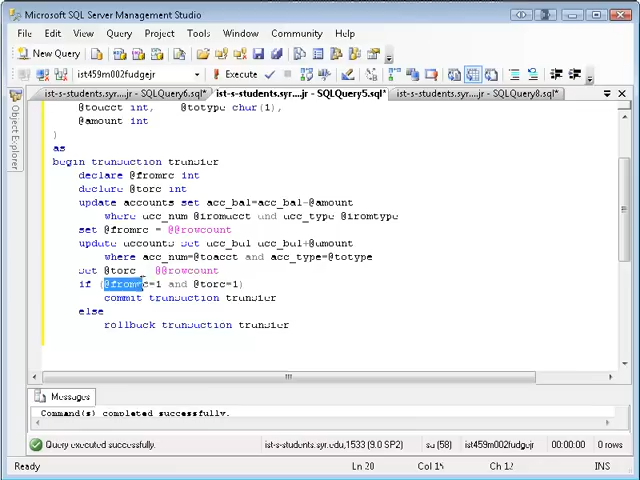 Microsoft SQL Server Management Studio
File Edit View Query Project Tools Window Community Help
New Query
ist459m002fudgejr Execute
ist-s-students.syr....jr - SQLQuery6.sql* ist-s-students.syr....jr - SQLQuery5.sql* ist-s-students.syr....jr - SQLQuery8.sql*
Object Explorer
@toacct int, @totype char(1),
@amount int
)
as
begin transaction transfer
declare @fromrc int
declare @torc int
update accounts set acc_bal=acc_bal-@amount
where acc_num @fromacct and acc_type @fromtype
set @fromrc = @@rowcount
update accounts set acc_bal acc_bal+@amount
where acc_num=@toacct and acc_type=@totype
set @torc @@rowcount
if (@fromrc=1 and @torc=1)
commit transaction transfer
else
rollback transaction transfer
Messages
Command(s) completed successfully.
Query executed successfully. ist-s-students.syr.edu,1533 (9.0 SP2) su (58) ist459m002fudgejr 00:00:00 0 rows
Ready Ln 20 Col 15 Ch 12 INS